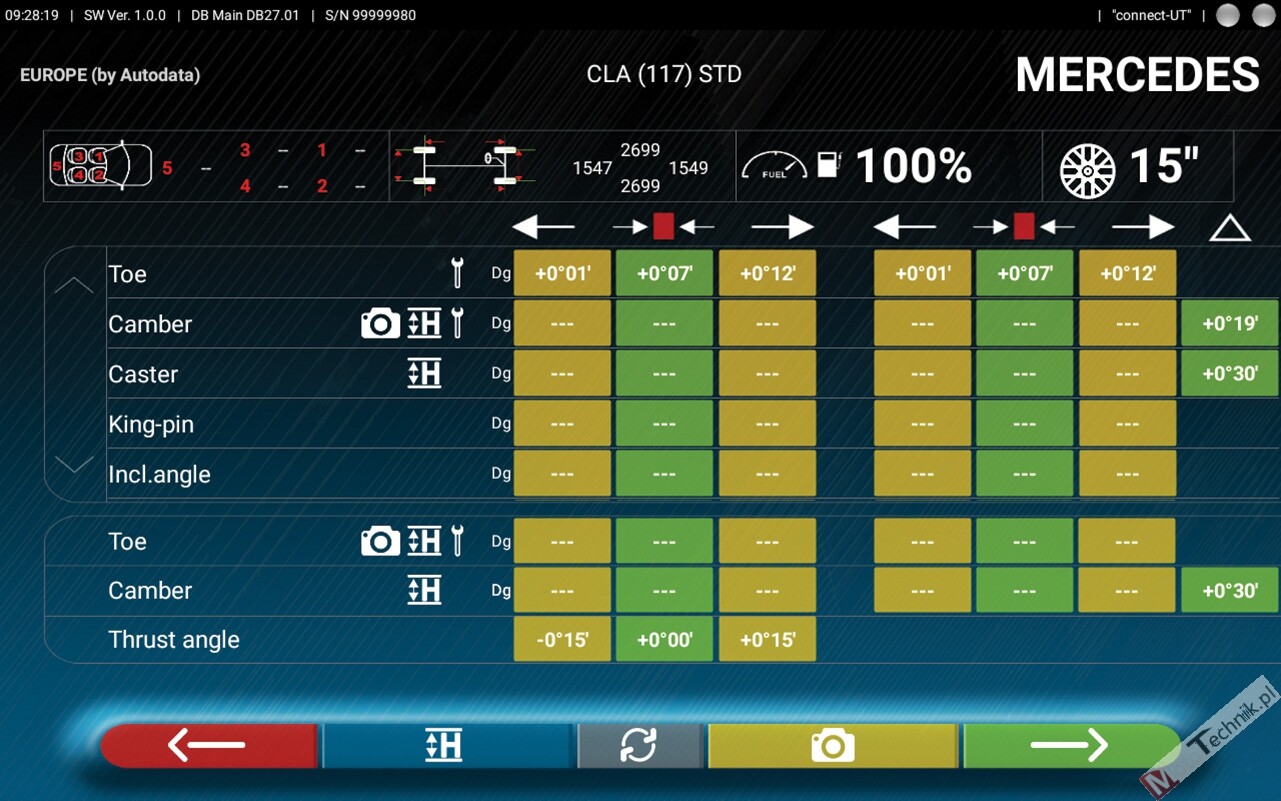 09:28:19 | SW Ver. 1.0.0 | DB Main DB27.01 | S/N 99999980 | "connect-UT" |
EUROPE (by Autodata) CLA (117) STD MERCEDES
5 3 1 4 2 5 -- 3 -- 1 --
4 -- 2 --
2699
1547 1549
2699
FUEL 100% 15"
Toe Dg +0°01' +0°07' +0°12' +0°01' +0°07' +0°12'
Camber H Dg --- --- --- --- --- --- +0°19'
Caster H Dg --- --- --- --- --- --- +0°30'
King-pin Dg --- --- --- --- --- ---
Incl.angle Dg --- --- --- --- --- ---
Toe H Dg --- --- --- --- --- ---
Camber H Dg --- --- --- --- --- --- +0°30'
Thrust angle -0°15' +0°00' +0°15'
H
Technik.pl